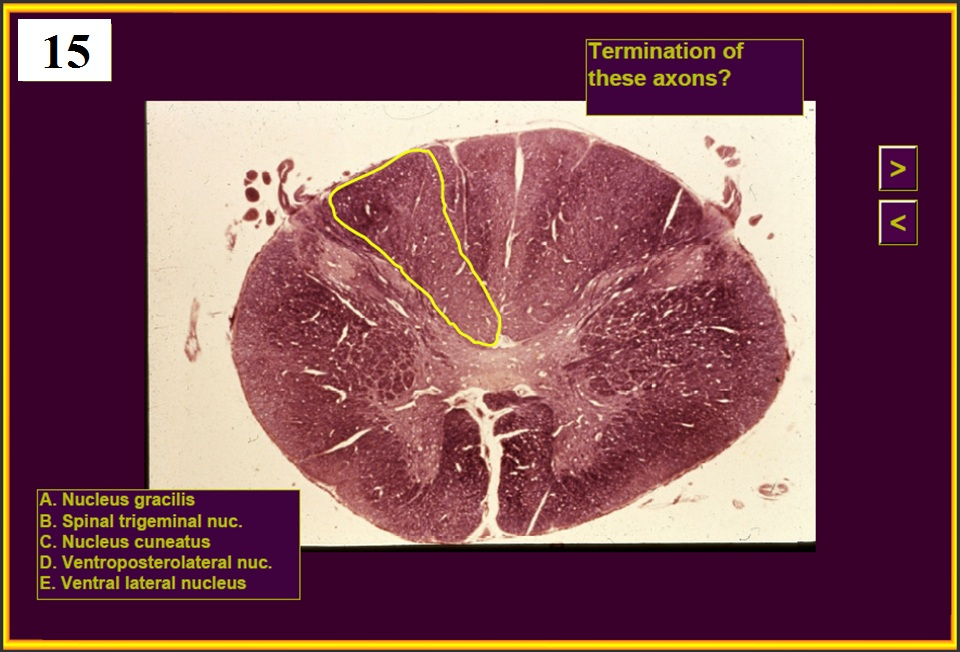 15
Termination of
these axons?
>
<
A. Nucleus gracilis
B. Spinal trigeminal nuc.
C. Nucleus cuneatus
D. Ventroposterolateral nuc.
E. Ventral lateral nucleus